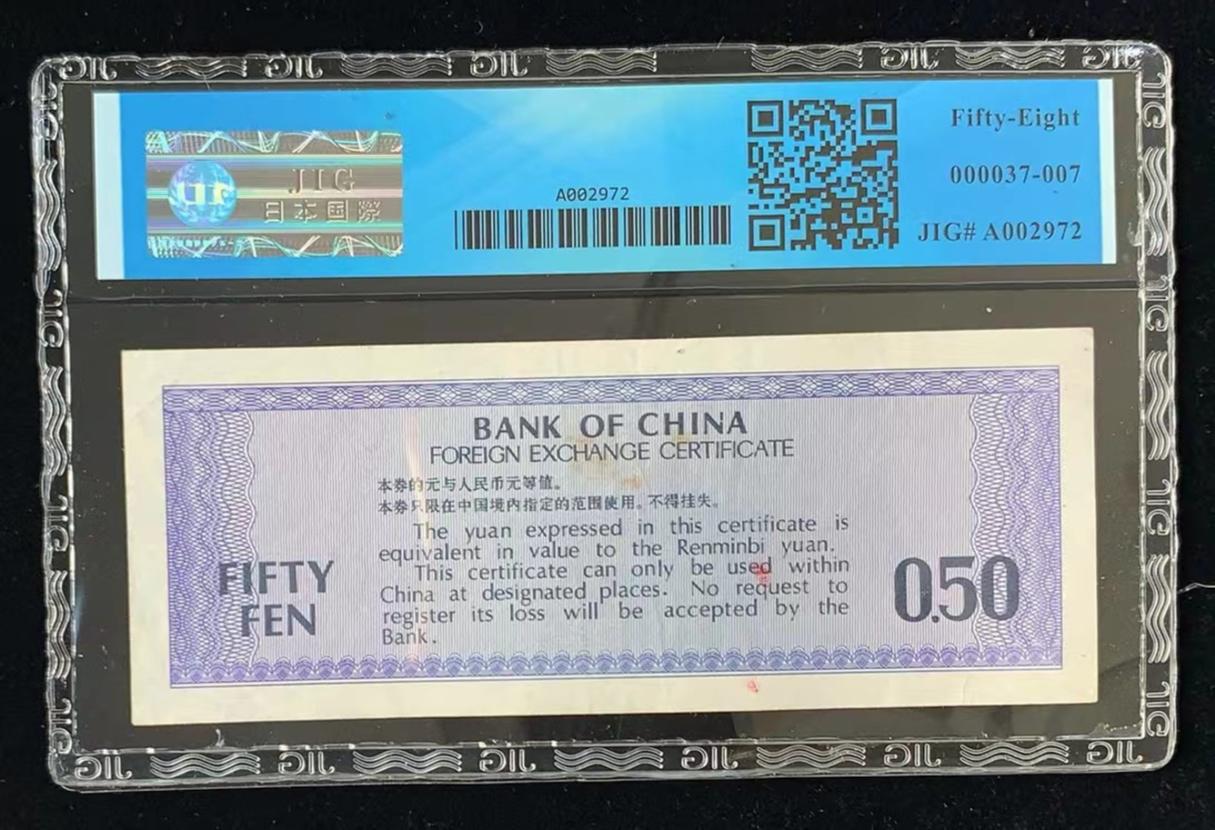 JIG
日本国際
A002972
Fifty-Eight
000037-007
JIG# A002972
BANK OF CHINA
FOREIGN EXCHANGE CERTIFICATE
本券的元与人民币元等值。
本券只限在中国境内指定的范围使用。不得挂失。
The yuan expressed in this certificate is
equivalent in value to the Renminbi yuan.
This certificate can only be used within
China at designated places. No request to
register its loss will be accepted by the
Bank.
FIFTY
FEN
0.50